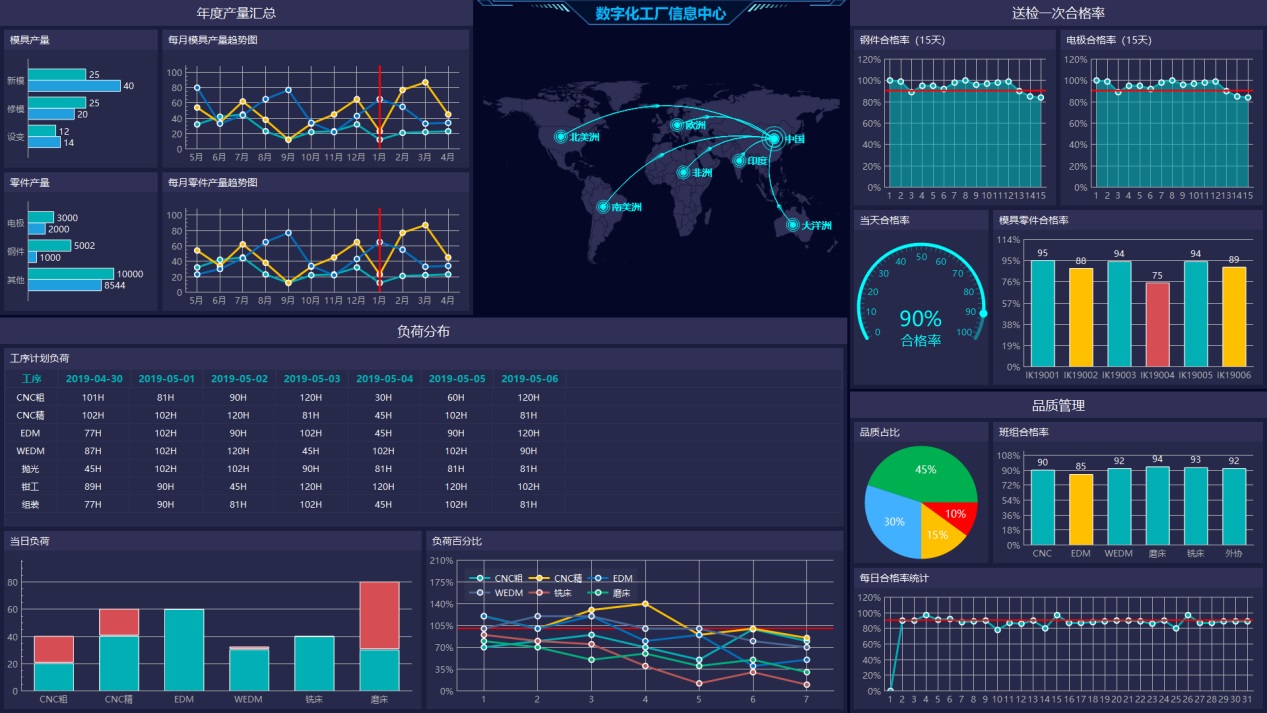 年度产量汇总
模具产量
新模
修模
设变
25
40
25
20
12
14
每月模具产量趋势图
100
80
60
40
20
0
5月 6月 7月 8月 9月 10月 11月 12月 1月 2月 3月 4月
零件产量
电极
钢件
其他
3000
2000
5002
1000
10000
8544
每月零件产量趋势图
100
80
60
40
20
0
5月 6月 7月 8月 9月 10月 11月 12月 1月 2月 3月 4月
数字化工厂信息中心
北美洲
欧洲
中国
印度
非洲
南美洲
大洋洲
送检一次合格率
钢件合格率（15天）
120%
100%
80%
60%
40%
20%
0%
1 2 3 4 5 6 7 8 9 10 11 12 13 14 15
电极合格率（15天）
120%
100%
80%
60%
40%
20%
0%
1 2 3 4 5 6 7 8 9 10 11 12 13 14 15
当天合格率
0 10 20 30 40 50 60 70 80 90 100
90%
合格率
模具零件合格率
114%
95%
76%
57%
38%
19%
0%
95 88 94 75 94 89
IK19001 IK19002 IK19003 IK19004 IK19005 IK19006
负荷分布
工序计划负荷
工序 2019-04-30 2019-05-01 2019-05-02 2019-05-03 2019-05-04 2019-05-05 2019-05-06
CNC粗 101H 81H 90H 120H 30H 60H 120H
CNC精 102H 102H 120H 81H 45H 102H 81H
EDM 77H 102H 90H 102H 45H 90H 120H
WEDM 87H 102H 120H 45H 102H 102H 90H
抛光 45H 102H 102H 90H 81H 81H 81H
钳工 89H 90H 45H 120H 120H 120H 102H
组装 77H 90H 81H 102H 45H 102H 81H
当日负荷
80
60
40
20
0
CNC粗 CNC精 EDM WEDM 铣床 磨床
负荷百分比
210%
175%
140%
105%
70%
35%
0%
CNC粗 CNC精 EDM
WEDM 铣床 磨床
1 2 3 4 5 6 7
品质管理
品质占比
45%
30%
15%
10%
班组合格率
108%
90%
72%
54%
36%
18%
0%
90 85 92 94 93 92
CNC EDM WEDM 磨床 铣床 外协
每日合格率统计
120%
100%
80%
60%
40%
20%
0%
1 2 3 4 5 6 7 8 9 10 11 12 13 14 15 16 17 18 19 20 21 22 23 24 25 26 27 28 29 30 31